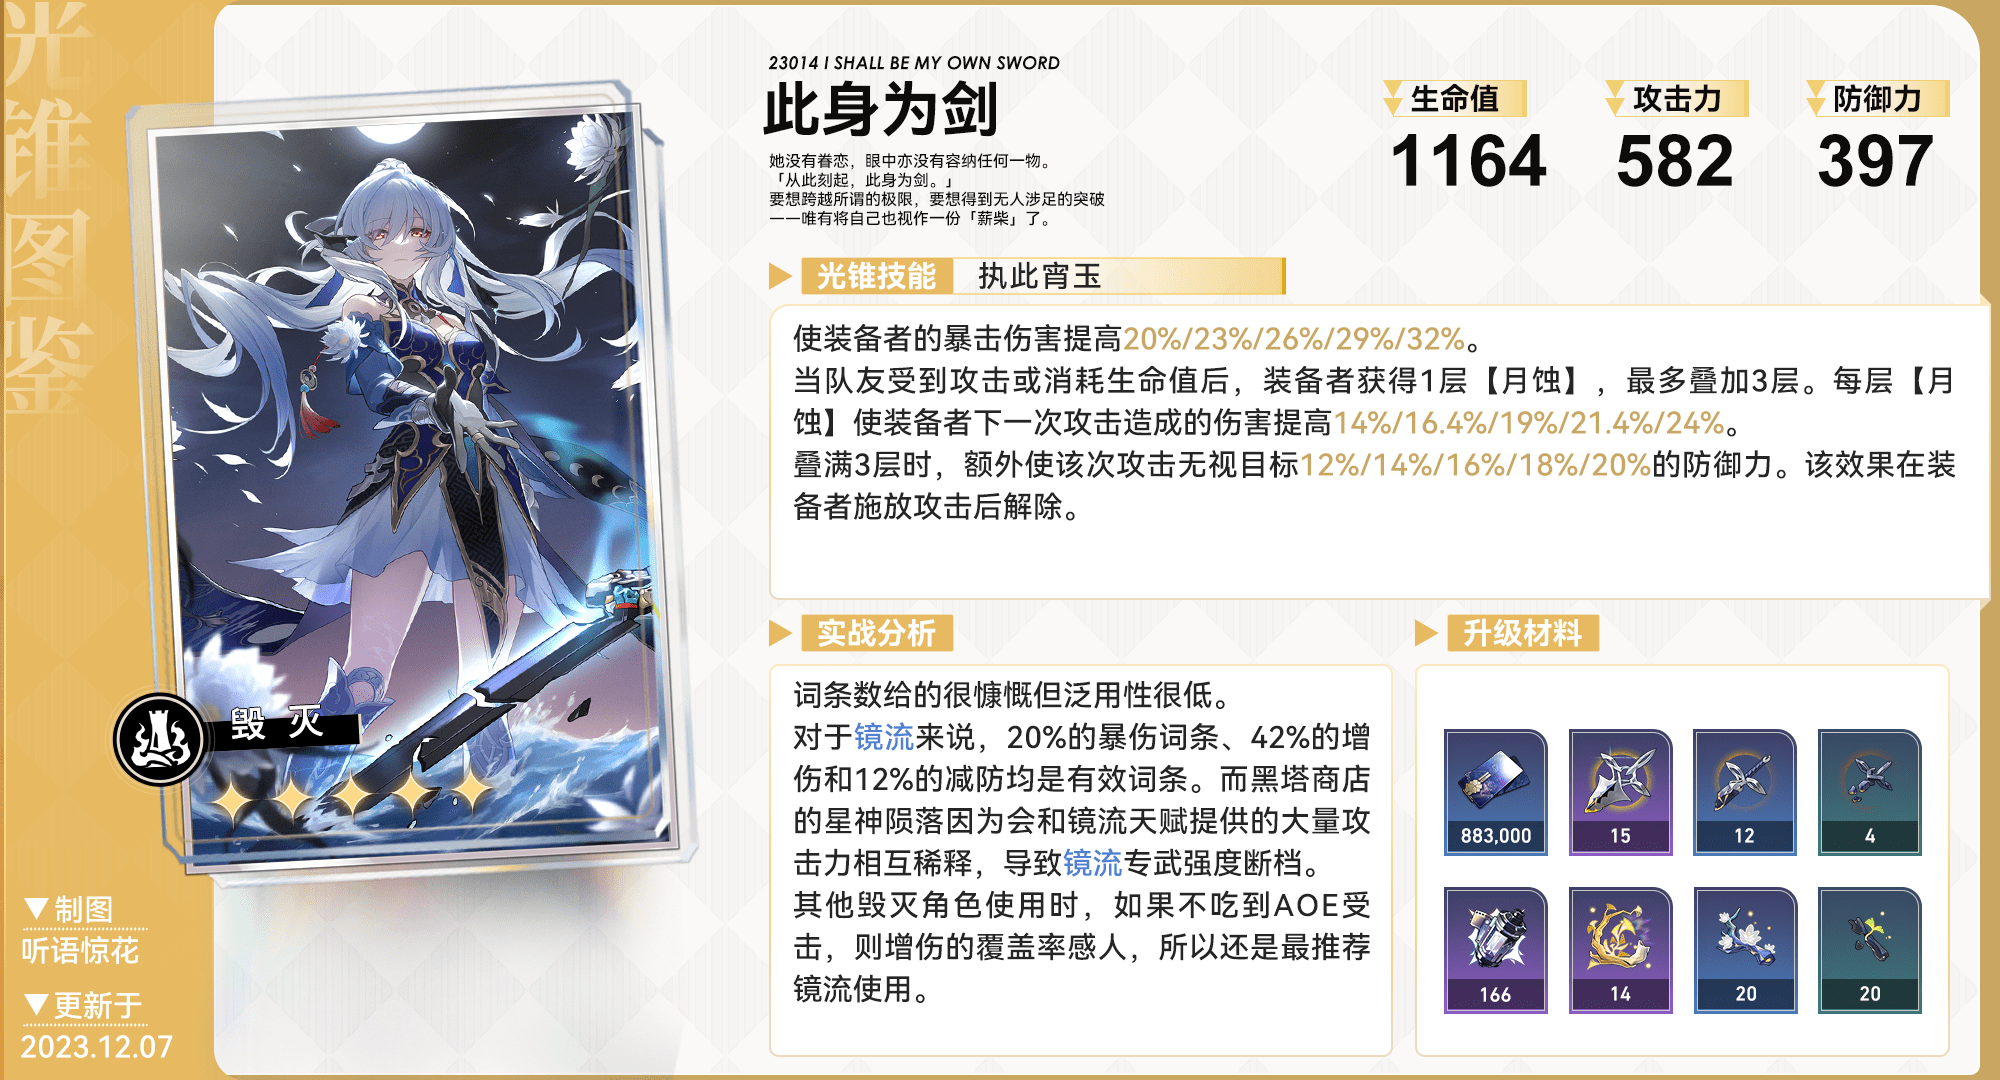 光锥图鉴
23014 I SHALL BE MY OWN SWORD
此身为剑
她没有眷恋，眼中亦没有容纳任何一物。
「从此刻起，此身为剑。」
要想跨越所谓的极限，要想得到无人涉足的突破
——唯有将自己也视作一份「薪柴」了。
生命值
1164
攻击力
582
防御力
397
光锥技能 执此宵玉
使装备者的暴击伤害提高20%/23%/26%/29%/32%。
当队友受到攻击或消耗生命值后，装备者获得1层【月蚀】，最多叠加3层。每层【月
蚀】使装备者下一次攻击造成的伤害提高14%/16.4%/19%/21.4%/24%。
叠满3层时，额外使该次攻击无视目标12%/14%/16%/18%/20%的防御力。该效果在装
备者施放攻击后解除。
毁灭
实战分析
词条数给的很慷慨但泛用性很低。
对于镜流来说，20%的暴伤词条、42%的增
伤和12%的减防均是有效词条。而黑塔商店
的星神陨落因为会和镜流天赋提供的大量攻
击力相互稀释，导致镜流专武强度断档。
其他毁灭角色使用时，如果不吃到AOE受
击，则增伤的覆盖率感人，所以还是最推荐
镜流使用。
升级材料
883,000
15
12
4
166
14
20
20
▼制图
听语惊花
▼更新于
2023.12.07